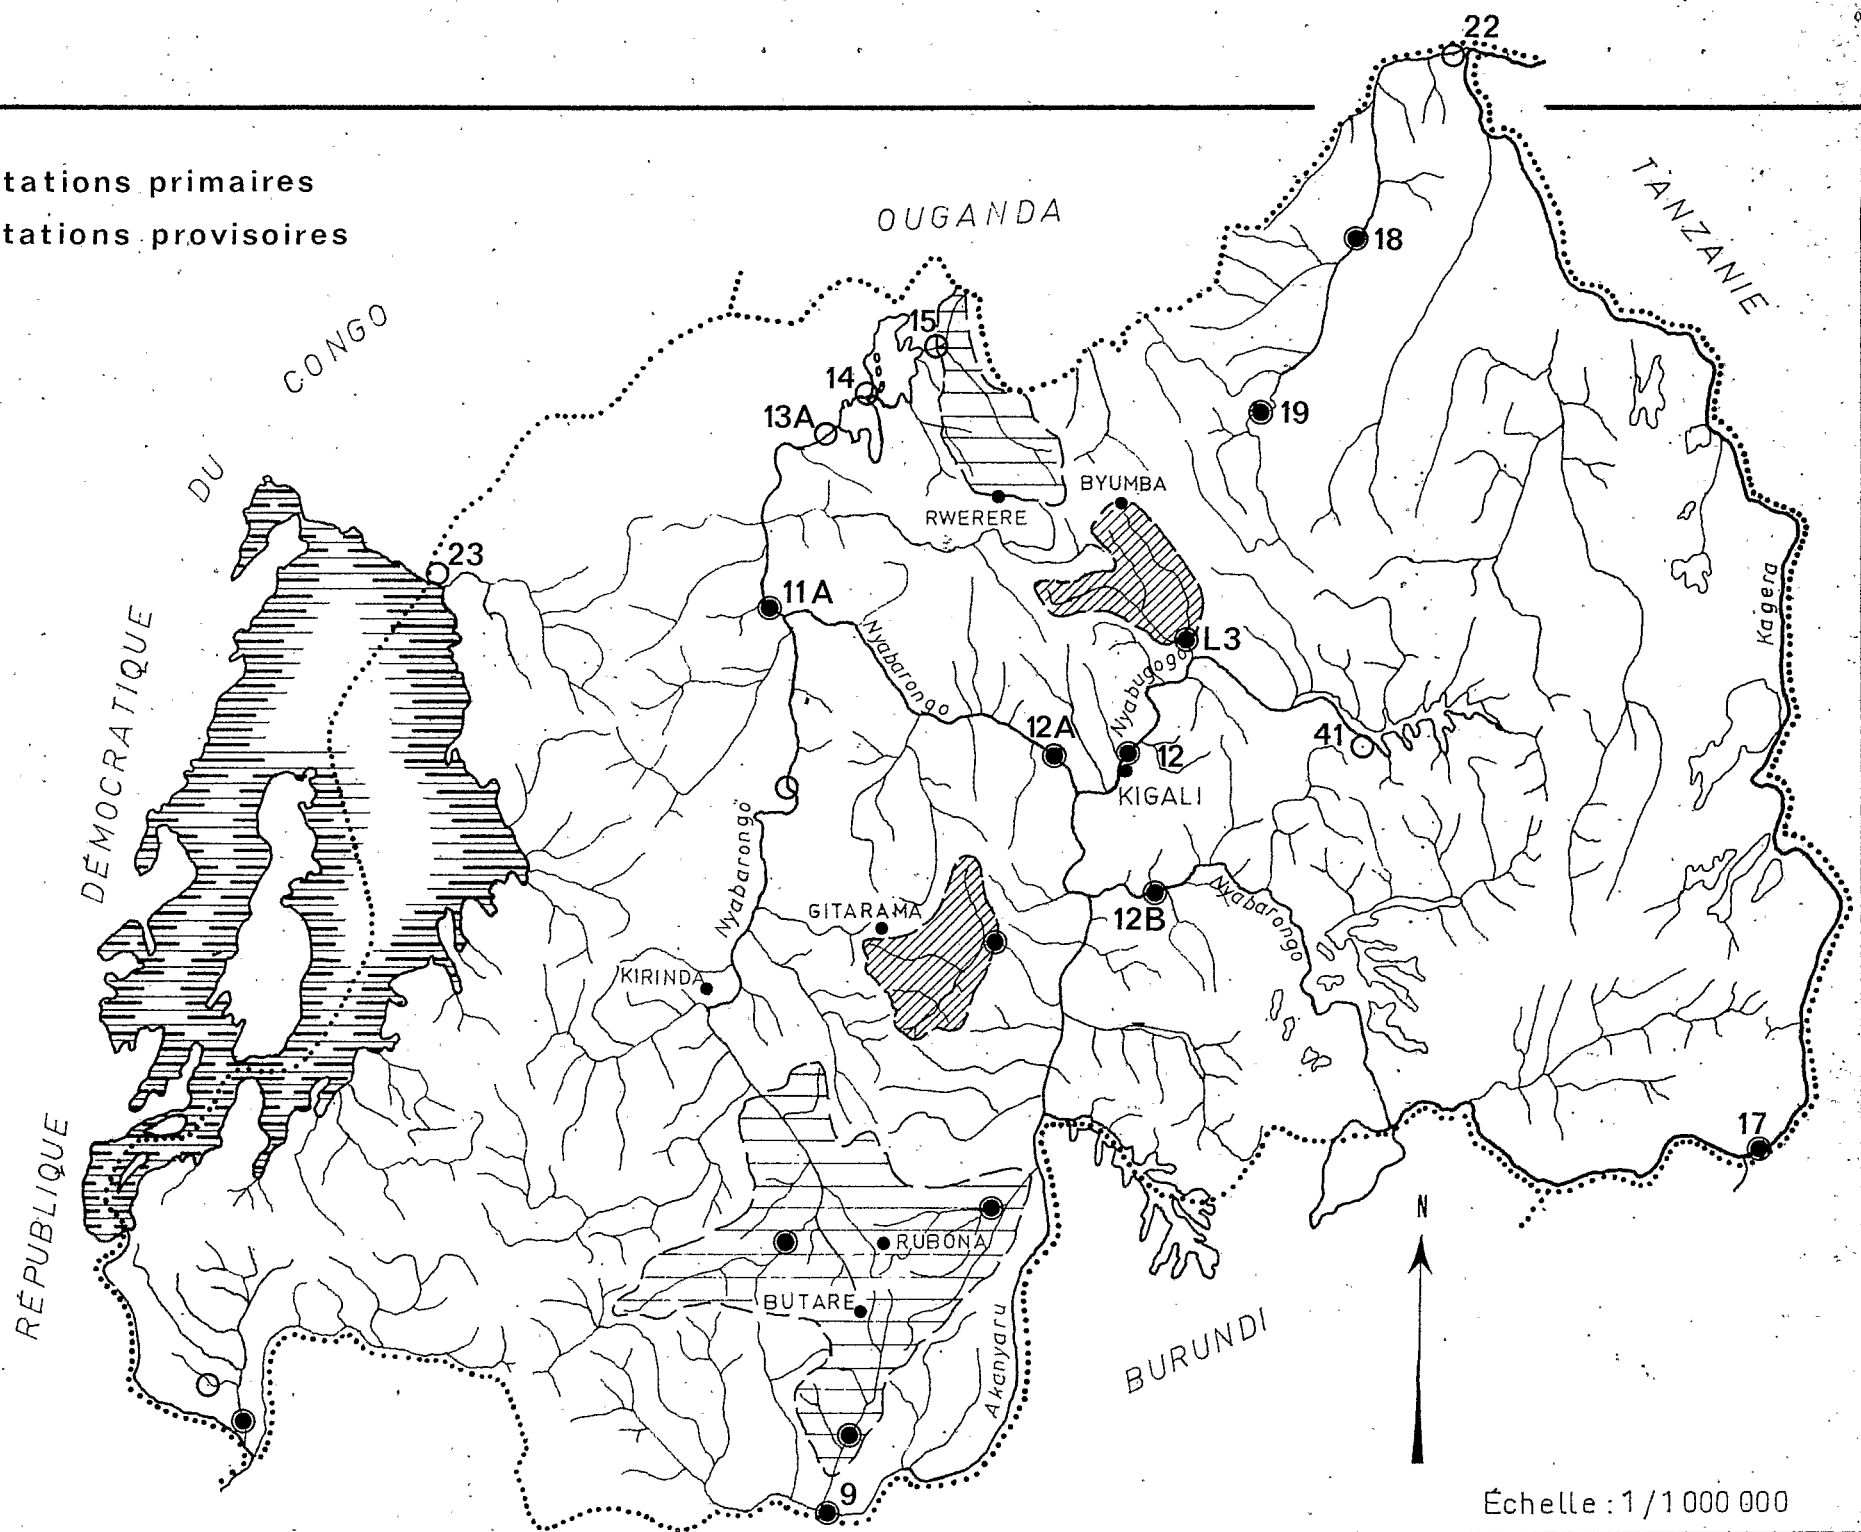 22
tations primaires
tations provisoires
OUGANDA
TANZANIE
18
CONGO
15
14
13A
19
DU
BYUMBA
RWERERE
23
11A
Nyabarongo
L3
Kagera
Nyabugogo
DÉMOCRATIQUE
12A
12
41
KIGALI
Nyabarongo
Nyabarongo
GITARAMA
12B
KIRINDA
17
RÉPUBLIQUE
N
RUBONA
BUTARE
Akanyaru
BURUNDI
9
Échelle : 1/1 000 000